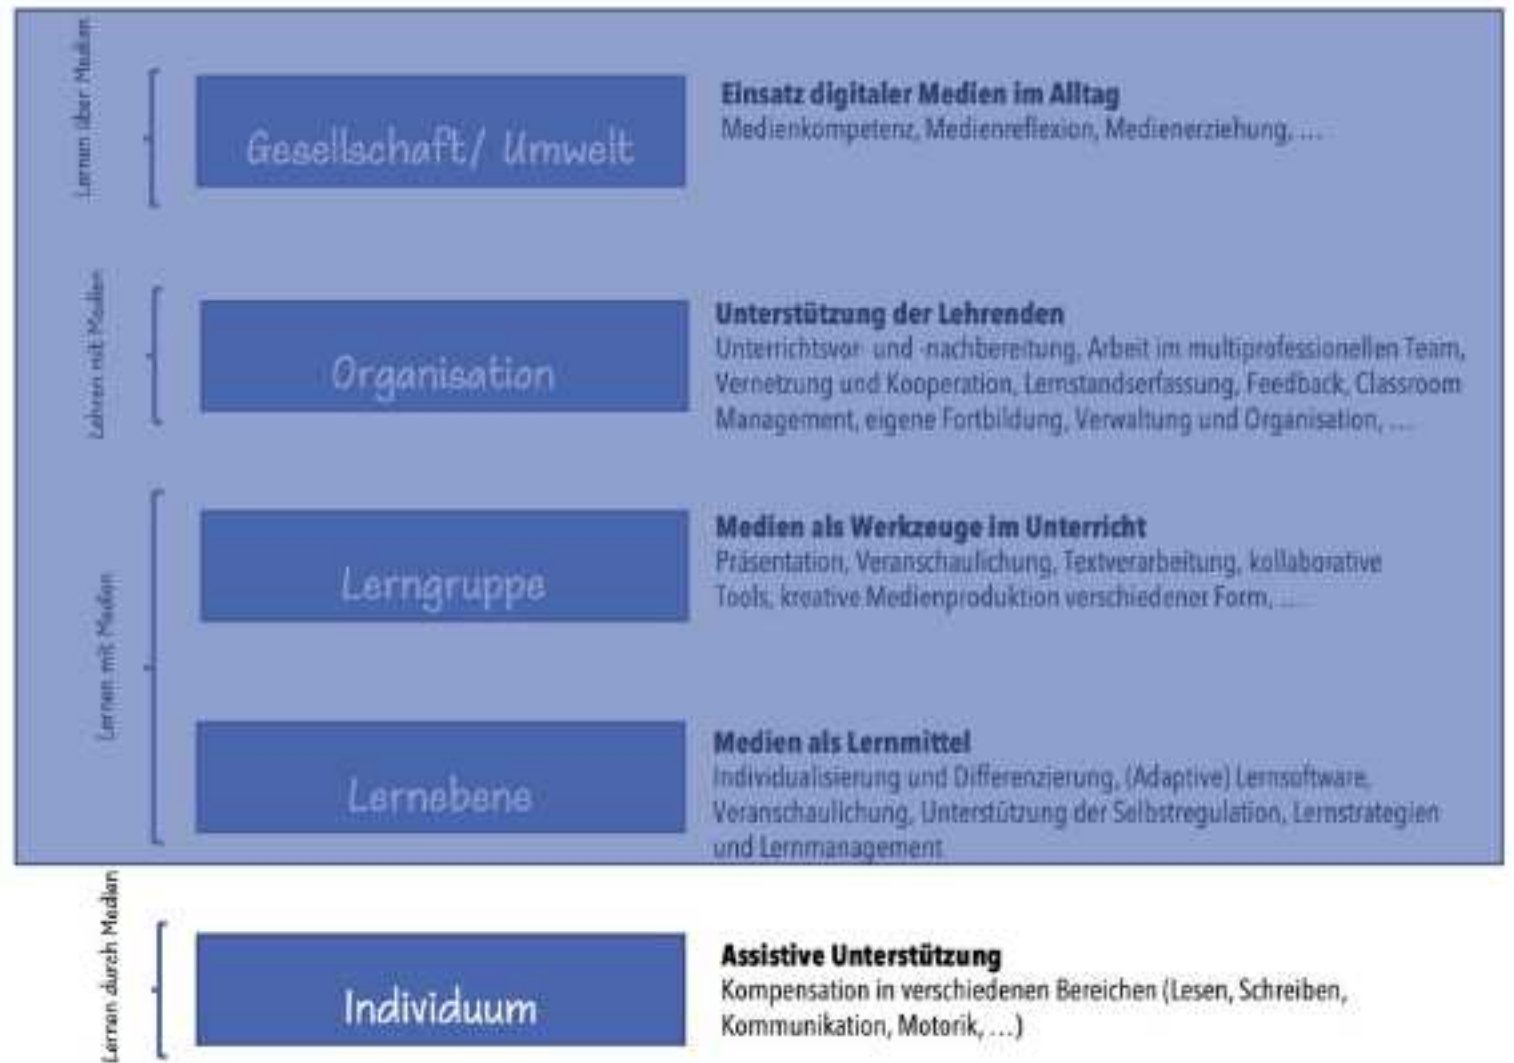 Lernen über Medien
Gesellschaft/ Umwelt
Einsatz digitaler Medien im Alltag
Medienkompetenz, Medienreflexion, Medienerziehung, …
Lehren mit Medien
Organisation
Unterstützung der Lehrenden
Unterrichtsvor- und -nachbereitung, Arbeit im multiprofessionellen Team,
Vernetzung und Kooperation, Lernstandserfassung, Feedback, Classroom
Management, eigene Fortbildung, Verwaltung und Organisation, …
Lernen mit Medien
Lerngruppe
Medien als Werkzeuge im Unterricht
Präsentation, Veranschaulichung, Textverarbeitung, kollaborative
Tools, kreative Medienproduktion verschiedener Form, …
Lernebene
Medien als Lernmittel
Individualisierung und Differenzierung, (Adaptive) Lernsoftware,
Veranschaulichung, Unterstützung der Selbstregulation, Lernstrategien
und Lernmanagement
Lernen durch Medien
Individuum
Assistive Unterstützung
Kompensation in verschiedenen Bereichen (Lesen, Schreiben,
Kommunikation, Motorik, …)